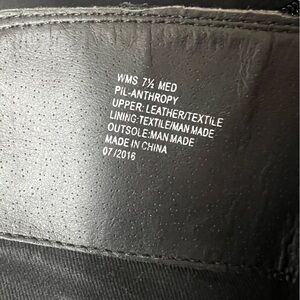 WMS 7½ MED
PIL-ANTHROPY
UPPER: LEATHER/TEXTILE
LINING:TEXTILE/MAN MADE
OUTSOLE:MAN MADE
MADE IN CHINA
07/2016